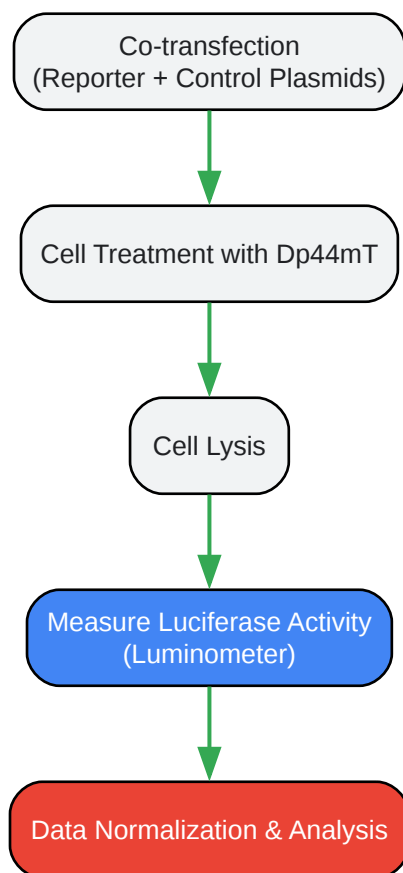 Co-transfection
(Reporter + Control Plasmids)
Cell Treatment with Dp44mT
Cell Lysis
Measure Luciferase Activity
(Luminometer)
Data Normalization & Analysis